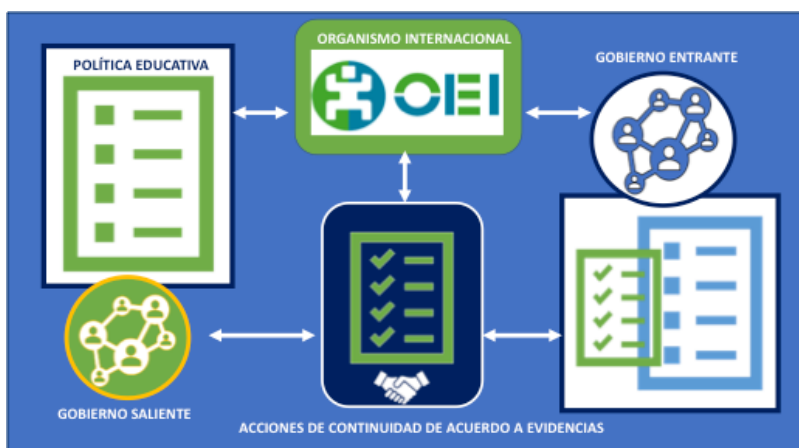 ORGANISMO INTERNACIONAL
POLÍTICA EDUCATIVA
GOBIERNO ENTRANTE
OEI
GOBIERNO SALIENTE
ACCIONES DE CONTINUIDAD DE ACUERDO A EVIDENCIAS